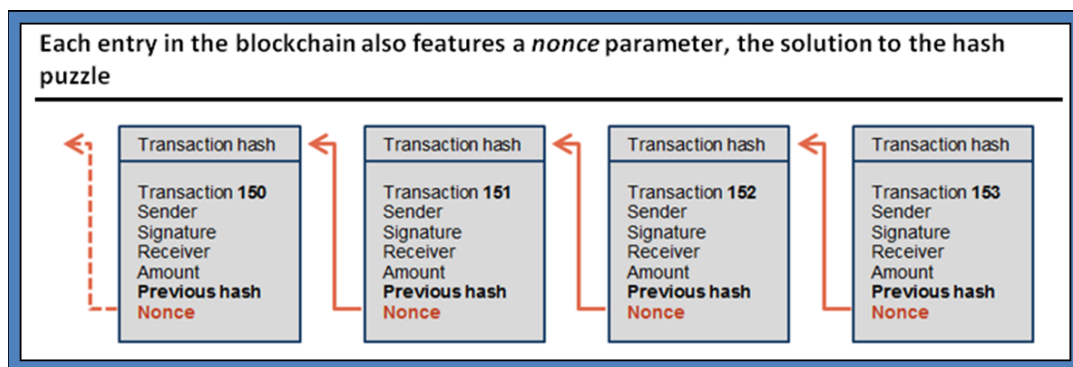 Each entry in the blockchain also features a nonce parameter, the solution to the hash
puzzle
Transaction hash
Transaction 150
Sender
Signature
Receiver
Amount
Previous hash
Nonce
Transaction hash
Transaction 151
Sender
Signature
Receiver
Amount
Previous hash
Nonce
Transaction hash
Transaction 152
Sender
Signature
Receiver
Amount
Previous hash
Nonce
Transaction hash
Transaction 153
Sender
Signature
Receiver
Amount
Previous hash
Nonce